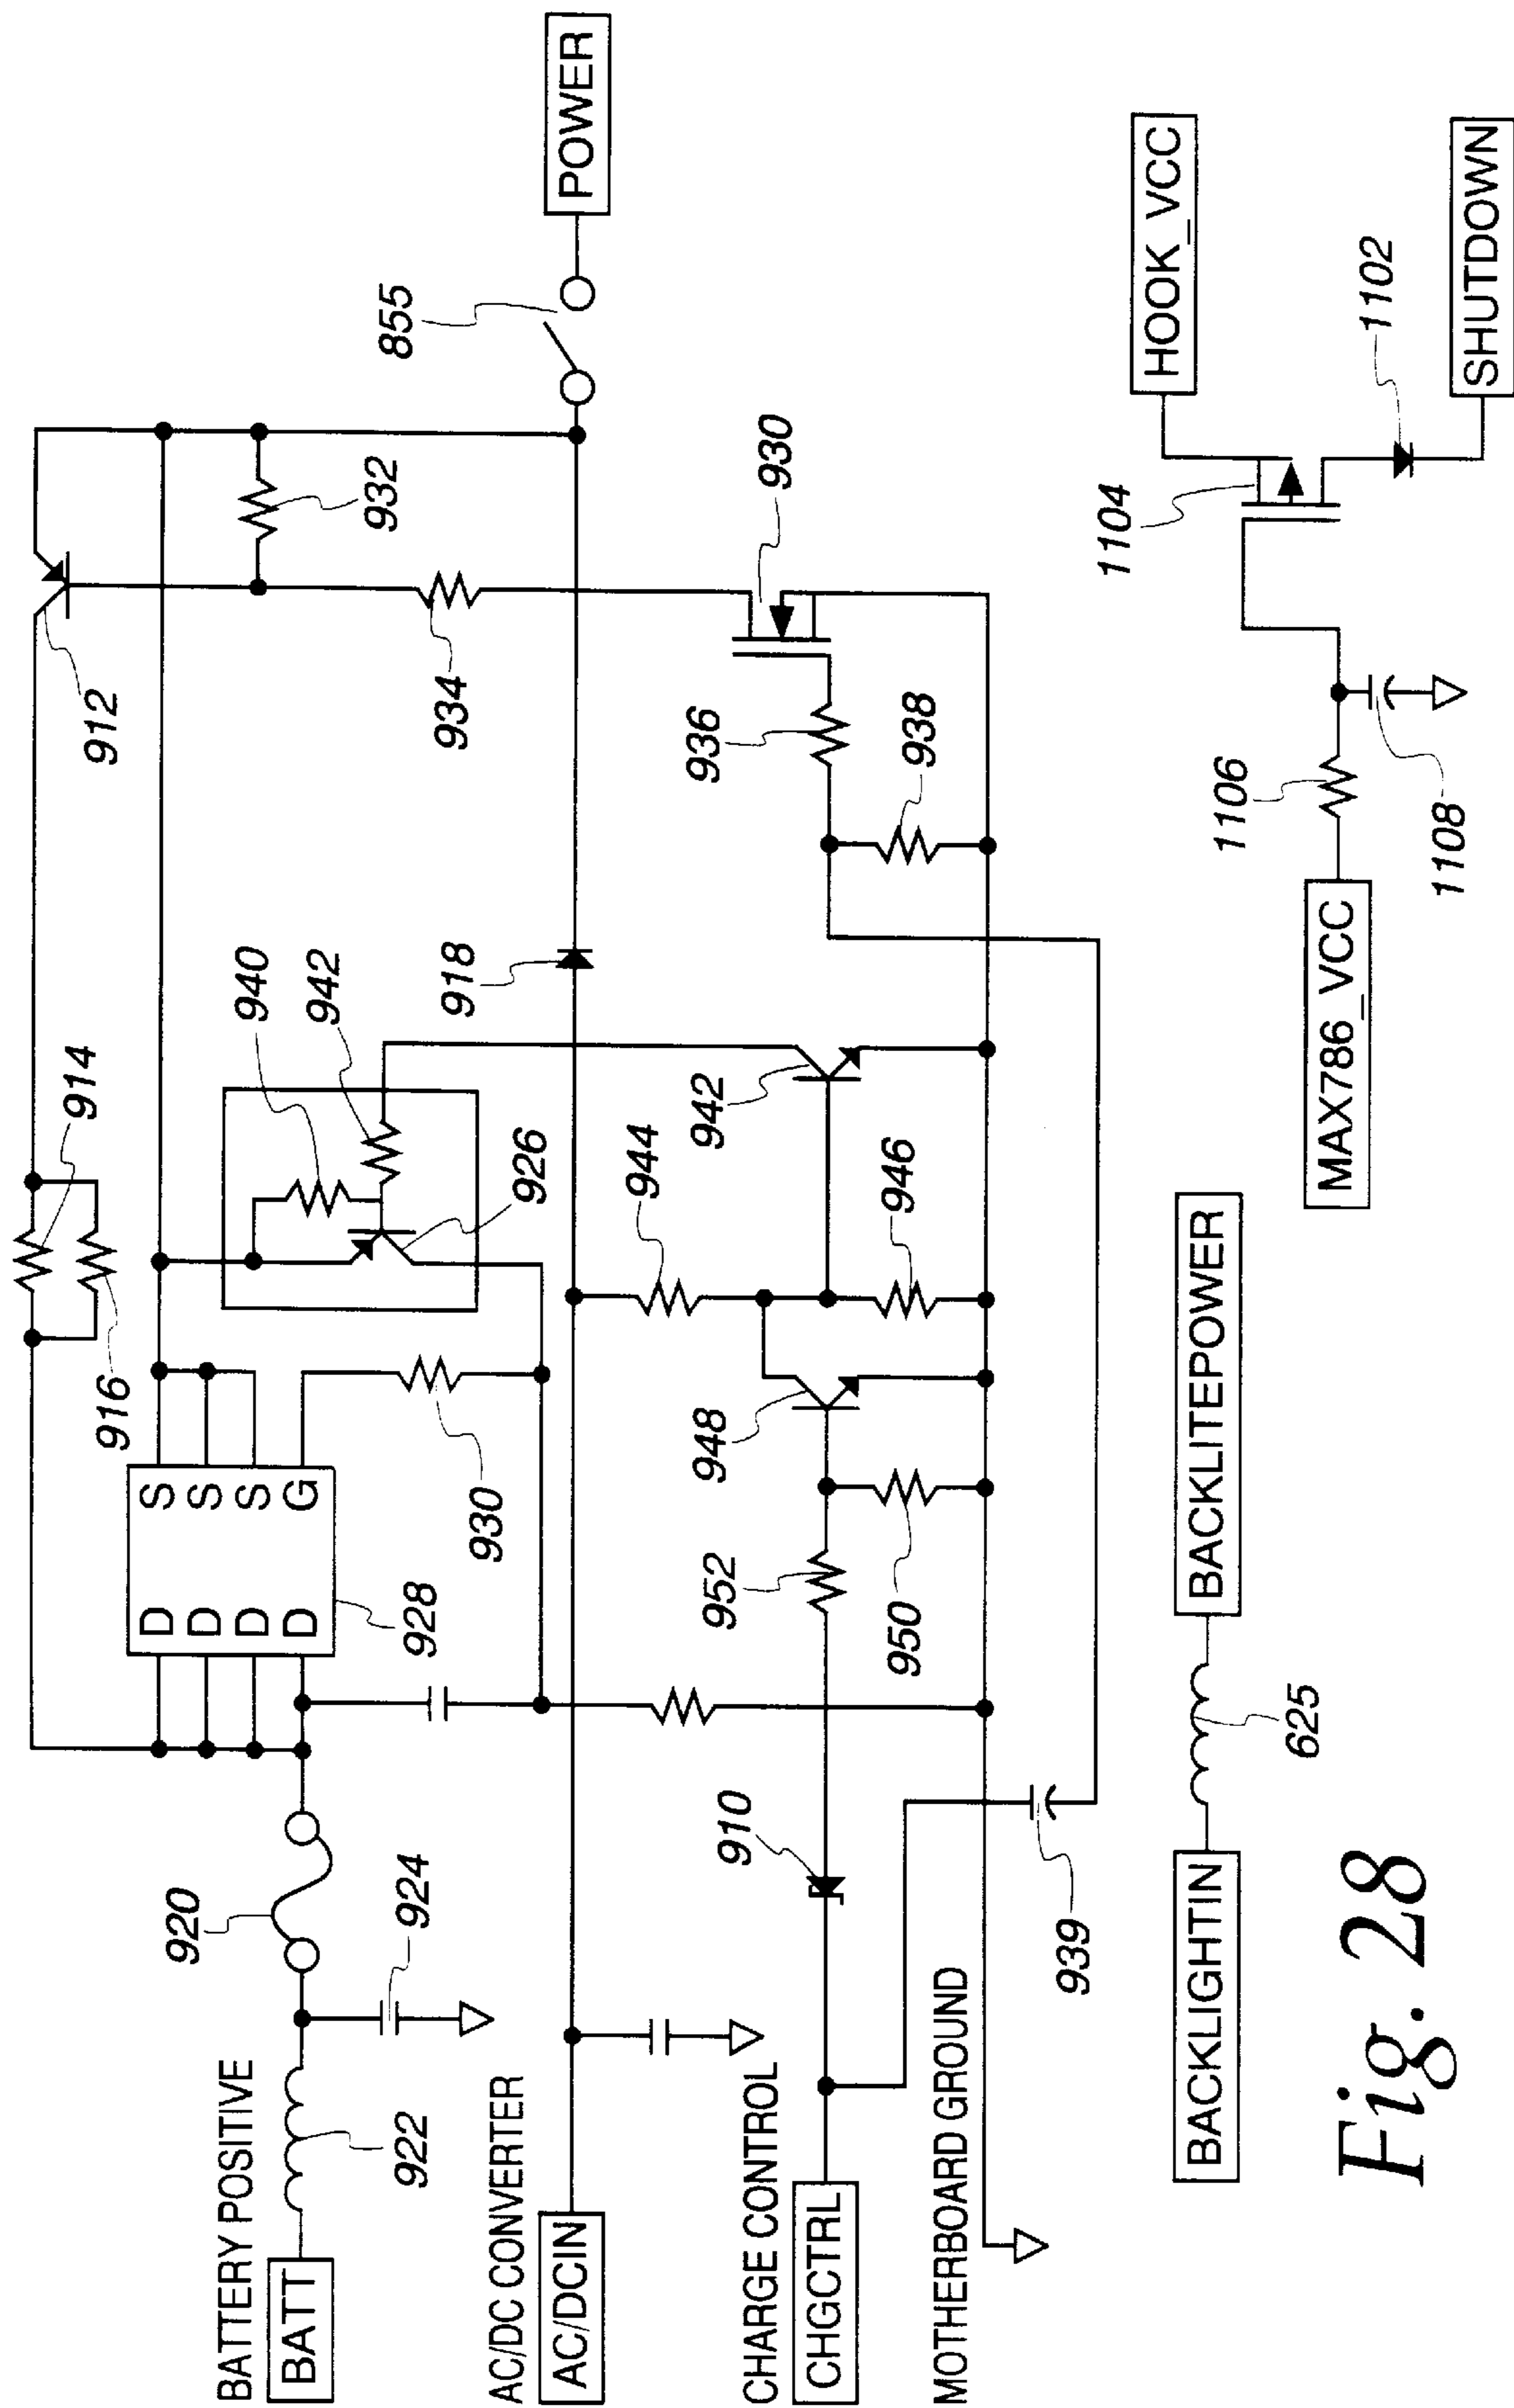 BATTERY POSITIVE
BATT
922
924
920
D D D D
S S S G
928
916
914
930
940
942
926
912
932
934
855
POWER
AC/DC CONVERTER
AC/DCIN
918
944
942
946
948
952
950
910
930
936
938
CHARGE CONTROL
CHGCTRL
MOTHERBOARD GROUND
939
BACKLIGHTIN
625
BACKLITEPOWER
MAX786_VCC
1106
1108
1104
HOOK_VCC
1102
SHUTDOWN
Fig. 28